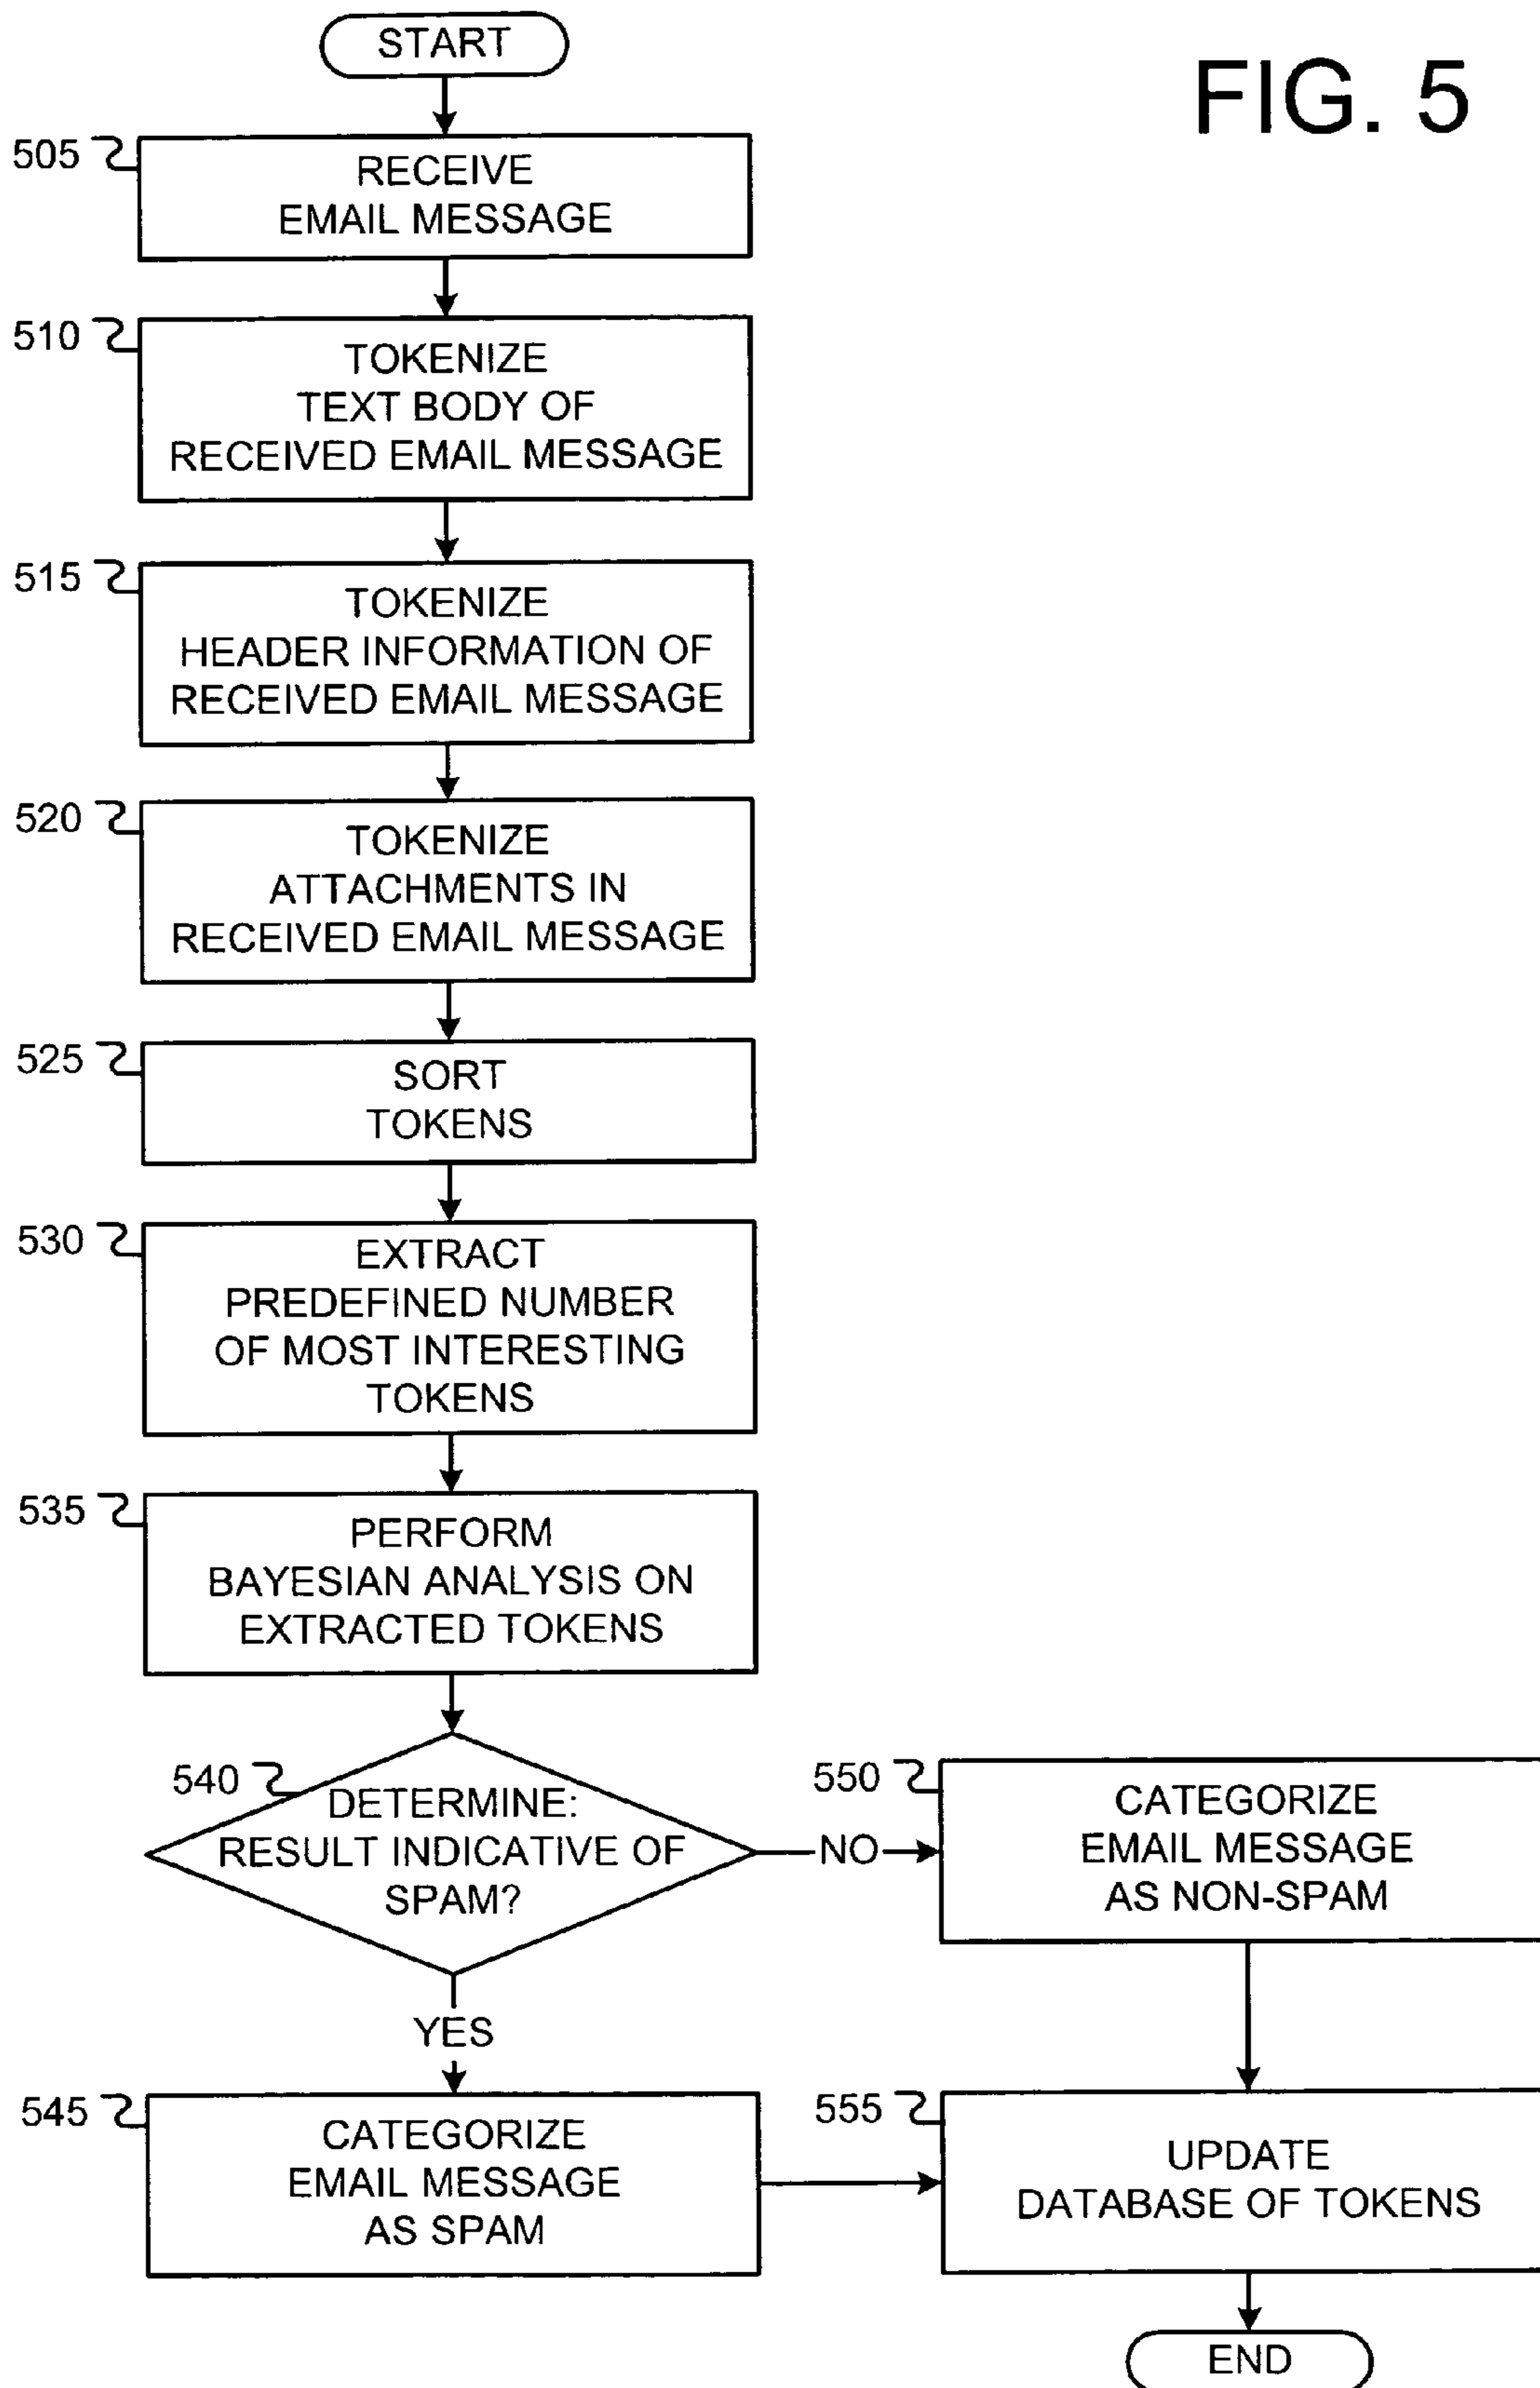 START
FIG. 5
505
RECEIVE
EMAIL MESSAGE
510
TOKENIZE
TEXT BODY OF
RECEIVED EMAIL MESSAGE
515
TOKENIZE
HEADER INFORMATION OF
RECEIVED EMAIL MESSAGE
520
TOKENIZE
ATTACHMENTS IN
RECEIVED EMAIL MESSAGE
525
SORT
TOKENS
530
EXTRACT
PREDEFINED NUMBER
OF MOST INTERESTING
TOKENS
535
PERFORM
BAYESIAN ANALYSIS ON
EXTRACTED TOKENS
540
DETERMINE:
RESULT INDICATIVE OF
SPAM?
NO
550
CATEGORIZE
EMAIL MESSAGE
AS NON-SPAM
YES
545
CATEGORIZE
EMAIL MESSAGE
AS SPAM
555
UPDATE
DATABASE OF TOKENS
END